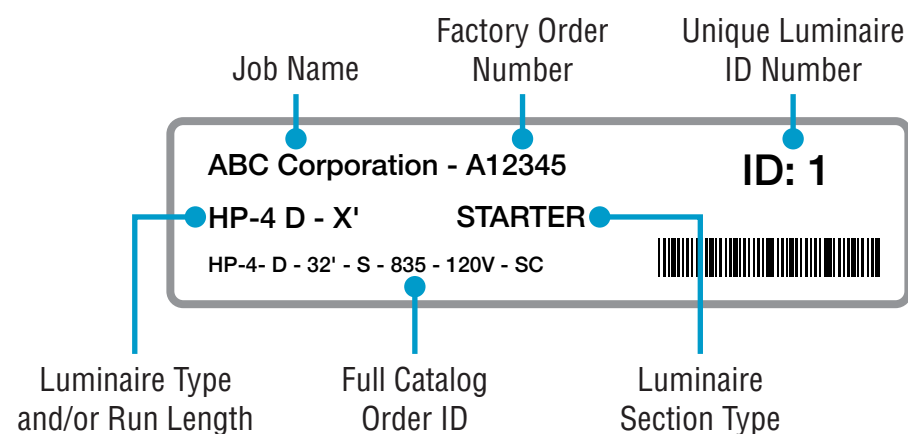 Factory Order
Number
Unique Luminaire
ID Number
Job Name
ABC Corporation - A12345
ID: 1
HP-4 D - X'
STARTER
HP-4- D - 32' - S - 835 - 120V - SC
Luminaire Type
and/or Run Length
Full Catalog
Order ID
Luminaire
Section Type